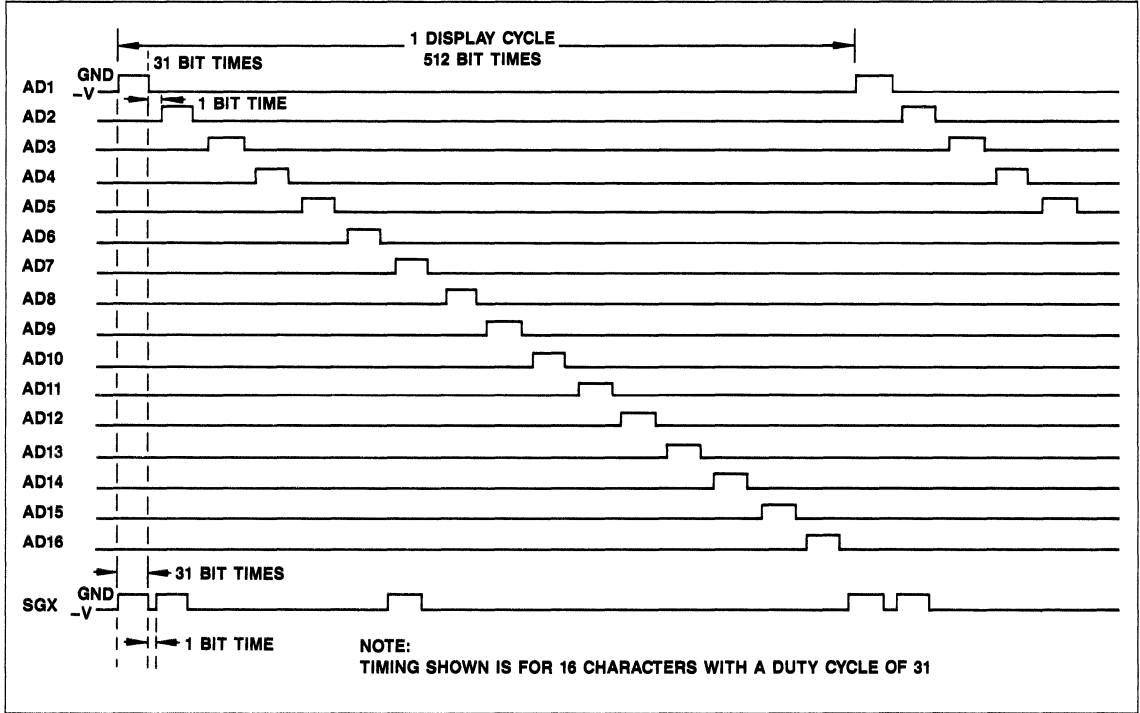 1 DISPLAY CYCLE
512 BIT TIMES
31 BIT TIMES
AD1 GND
–V
1 BIT TIME
AD2
AD3
AD4
AD5
AD6
AD7
AD8
AD9
AD10
AD11
AD12
AD13
AD14
AD15
AD16
31 BIT TIMES
SGX GND
–V
1 BIT TIME
NOTE:
TIMING SHOWN IS FOR 16 CHARACTERS WITH A DUTY CYCLE OF 31